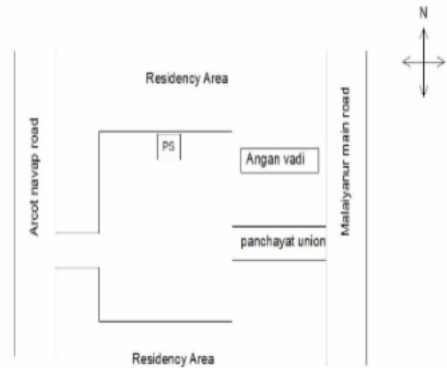 N
Residency Area
Arcot navap road
PS
Angan vadi
Malaiyanur main road
panchayat union
Residency Area